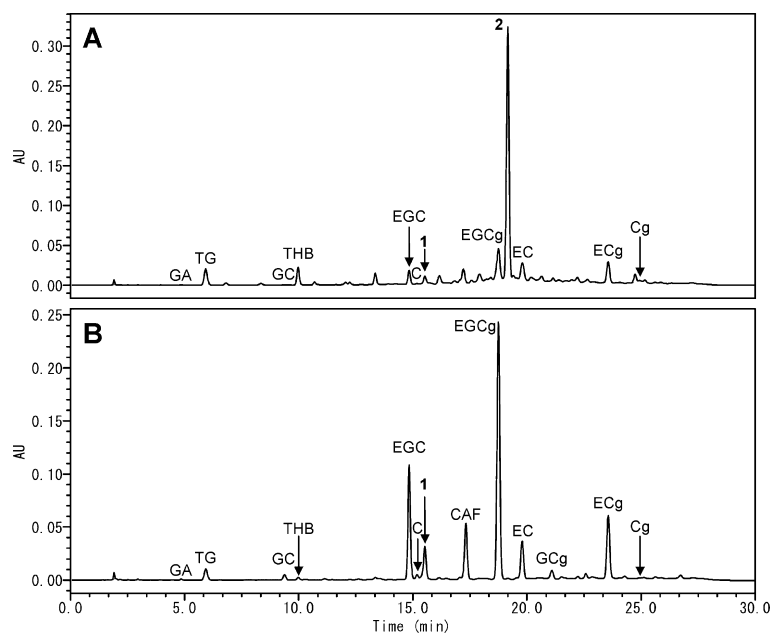 A
2
0.30
0.25
0.20
AU
0.15
0.10
EGC
1
Cg
EGCg
0.05
THB
EC
ECg
TG
GC
C
GA
0.00
B
0.25
EGCg
0.20
0.15
AU
EGC
0.10
1
ECg
CAF
C
Cg
0.05
THB
EC
GC
GCg
TG
GA
0.00
0.0 5.0 10.0 15.0 20.0 25.0 30.0
Time (min)